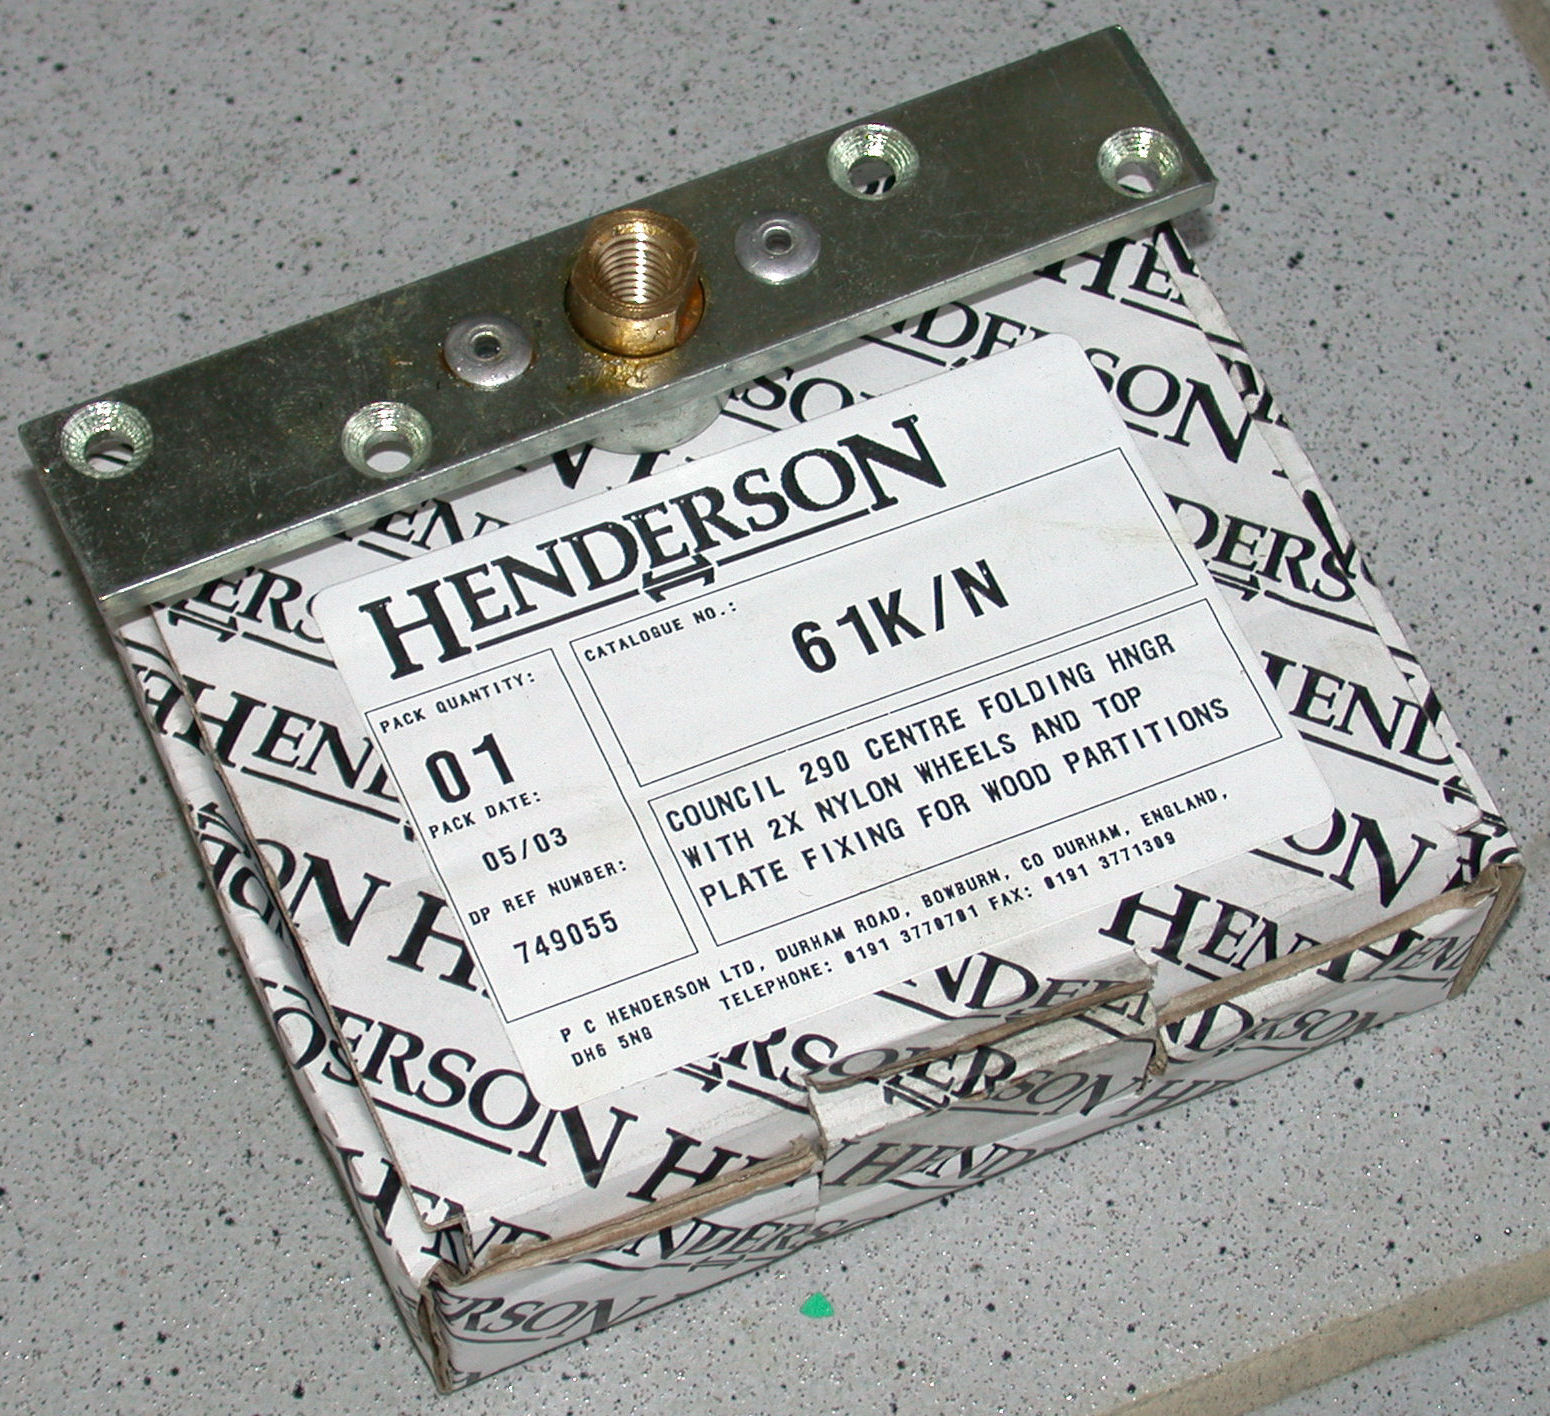 HENDERSON
CATALOGUE NO.:
61K/N
PACK QUANTITY:
01
PACK DATE:
05/03
DP REF NUMBER:
749055
COUNCIL 290 CENTRE FOLDING HNGR
WITH 2X NYLON WHEELS AND TOP
PLATE FIXING FOR WOOD PARTITIONS
P C HENDERSON LTD, DURHAM ROAD, BOWBURN, CO DURHAM, ENGLAND,
DH6 5NG TELEPHONE: 0191 3770701 FAX: 0191 3771309